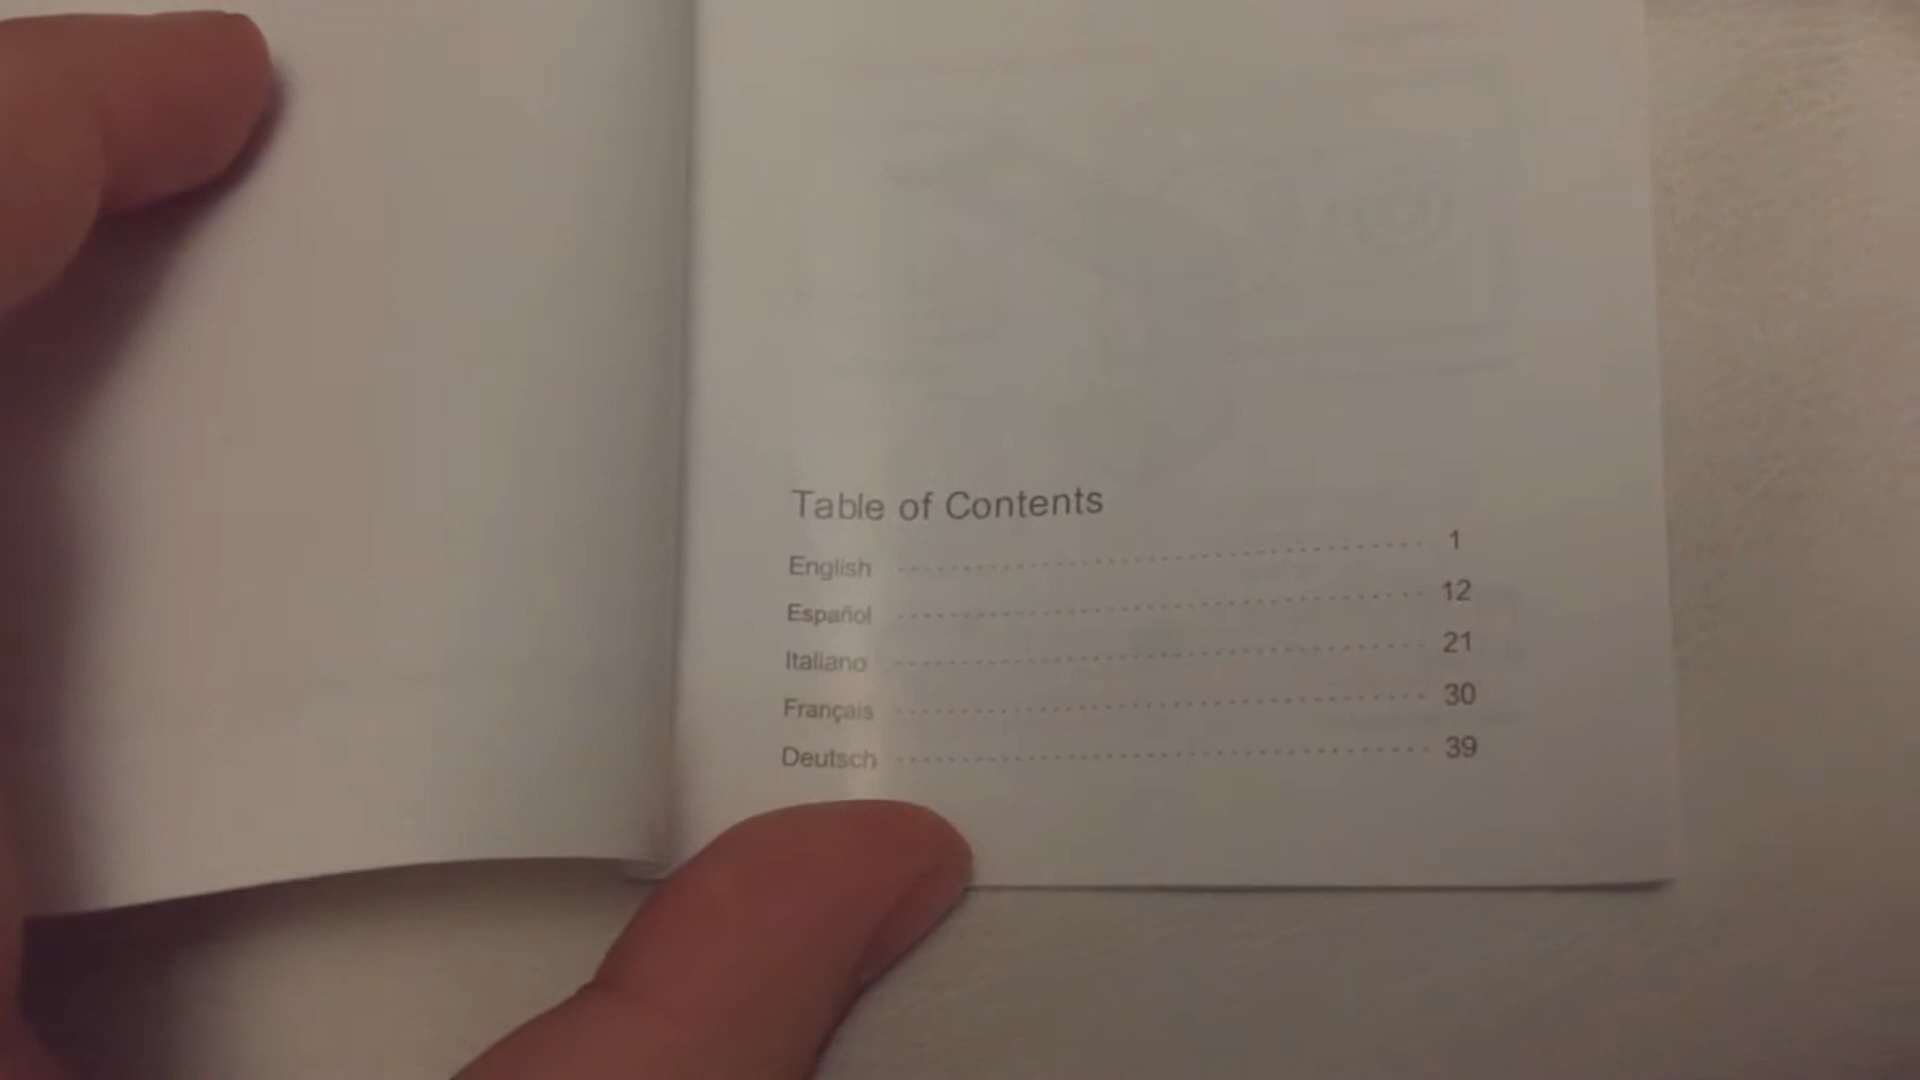 Table of Contents
English ........................................ 1
Español ........................................ 12
Italiano ........................................ 21
Français ........................................ 30
Deutsch ........................................ 39